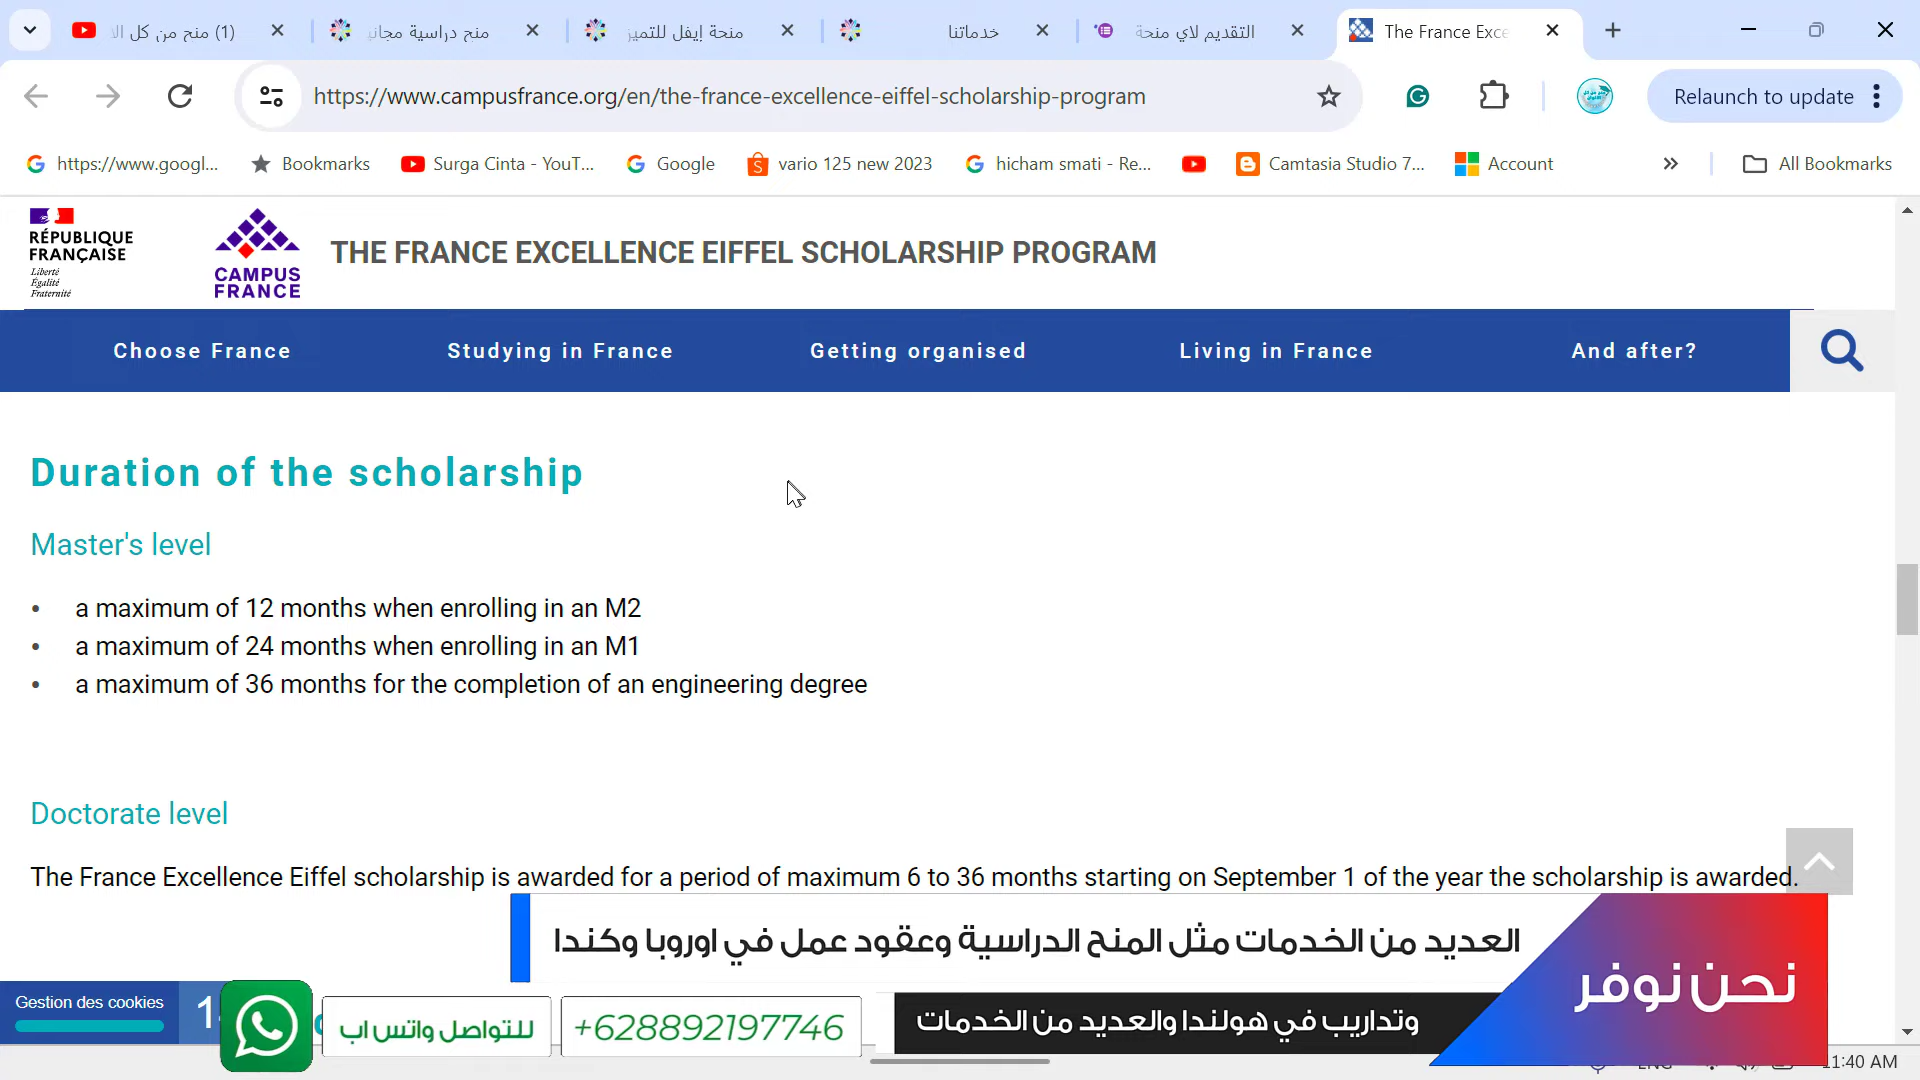 (1) منح من كل الا
منح دراسية مجاني
منحة إيفل للتميز
خدماتنا
التقديم لاي منحة
The France Exce
https://www.campusfrance.org/en/the-france-excellence-eiffel-scholarship-program
Relaunch to update
https://www.googl...
Bookmarks
Surga Cinta - YouT...
Google
vario 125 new 2023
hicham smati - Re...
Camtasia Studio 7...
Account
All Bookmarks
RÉPUBLIQUE
FRANÇAISE
Liberté
Égalité
Fraternité
CAMPUS
FRANCE
THE FRANCE EXCELLENCE EIFFEL SCHOLARSHIP PROGRAM
Choose France
Studying in France
Getting organised
Living in France
And after?
Duration of the scholarship
Master's level
• a maximum of 12 months when enrolling in an M2
• a maximum of 24 months when enrolling in an M1
• a maximum of 36 months for the completion of an engineering degree
Doctorate level
The France Excellence Eiffel scholarship is awarded for a period of maximum 6 to 36 months starting on September 1 of the year the scholarship is awarded.
العديد من الخدمات مثل المنح الدراسية وعقود عمل في اوروبا وكندا
نحن نوفر
وتداريب في هولندا والعديد من الخدمات
Gestion des cookies
للتواصل واتس اب
+628892197746
11:40 AM